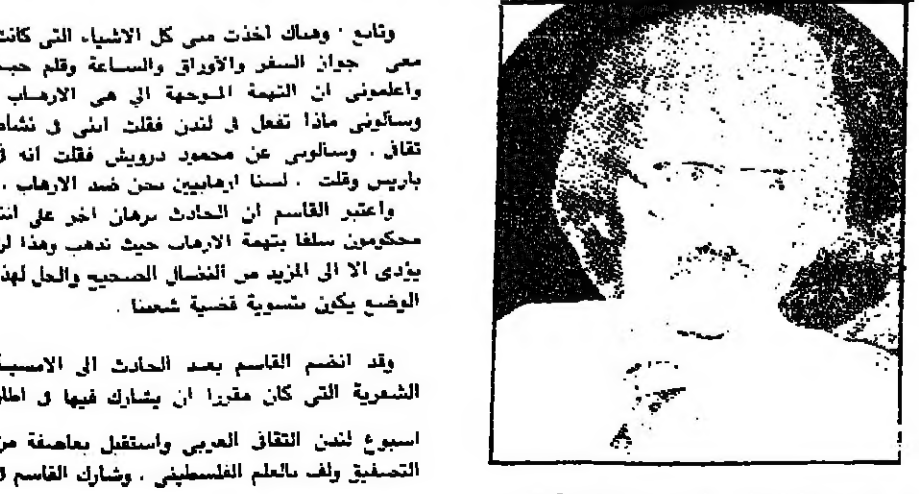 وتابع · وهناك اخذت مني كل الاشياء التي كانت
معي جواز السفر والاوراق والساعة وقلم حبـ
واعلموني ان التهمة الموجهة الي هي الارهاب
وسألوني ماذا تفعل في لندن فقلت انني في نشاط
ثقافي . وسألوني عن محمود درويش فقلت انه في
باريس وقلت . لسنا ارهابيين نحن ضد الارهاب .
واعتبر القاسم ان الحادث برهان اخر على اننا
محكومون سلفا بتهمة الارهاب حيث نذهب وهذا لن
يؤدي الا الى المزيد من النضال الصحيح والحل لهذا
الوضع يكون بتسوية قضية شعبنا .
وقد انضم القاسم بعد الحادث الى الامسية
الشعرية التي كان مقررا ان يشارك فيها في اطار
اسبوع لندن الثقافي العربي واستقبل بعاصفة من
التصفيق ولف بالعلم الفلسطيني . وشارك القاسم في